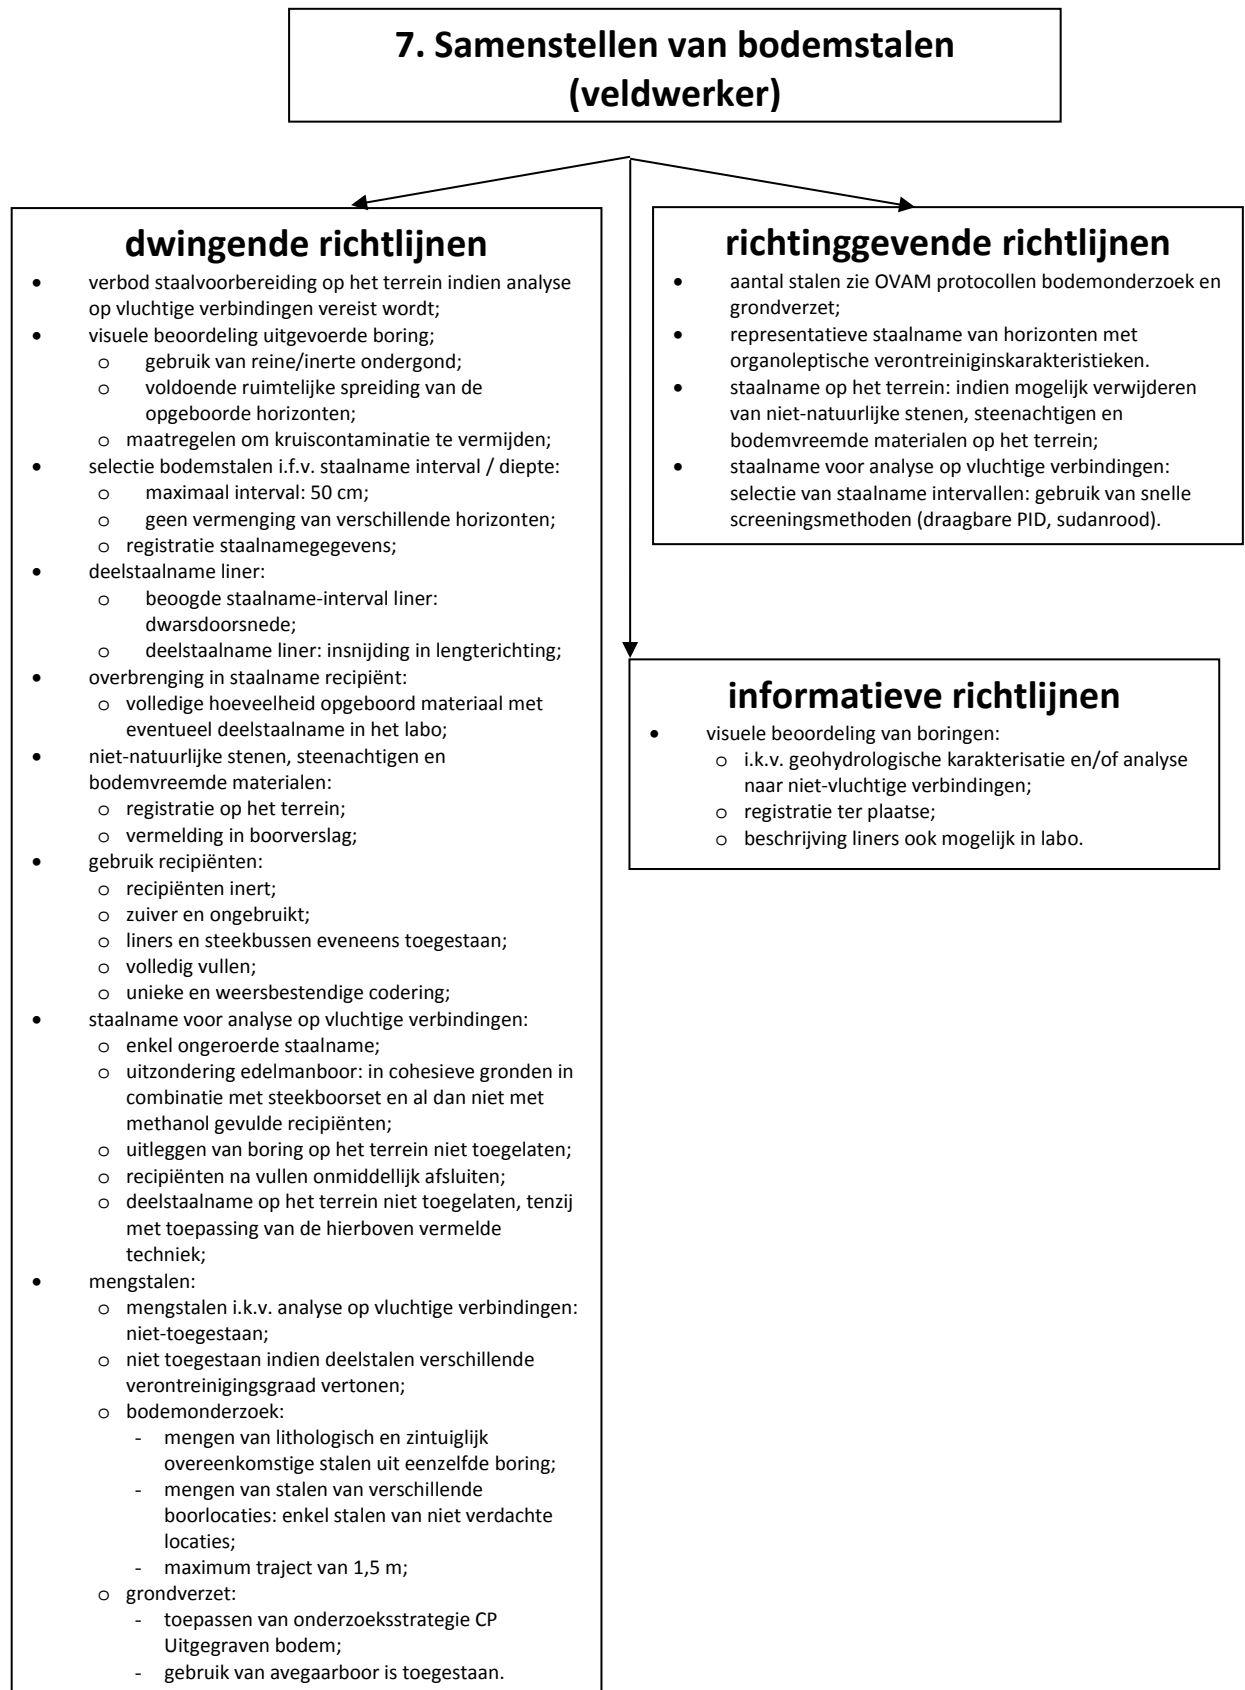 7. Samenstellen van bodemstalen
(veldwerker)
dwingende richtlijnen
• verbod staalvoorbereiding op het terrein indien analyse
op vluchtige verbindingen vereist wordt;
• visuele beoordeling uitgevoerde boring;
o gebruik van reine/inerte ondergond;
o voldoende ruimtelijke spreiding van de
opgeboorde horizonten;
o maatregelen om kruiscontaminatie te vermijden;
• selectie bodemstalen i.f.v. staalname interval / diepte:
o maximaal interval: 50 cm;
o geen vermenging van verschillende horizonten;
o registratie staalnamegegevens;
• deelstaalname liner:
o beoogde staalname-interval liner:
dwarsdoorsnede;
o deelstaalname liner: insnijding in lengterichting;
• overbrenging in staalname recipiënt:
o volledige hoeveelheid opgeboord materiaal met
eventueel deelstaalname in het labo;
• niet-natuurlijke stenen, steenachtigen en
bodemvreemde materialen:
o registratie op het terrein;
o vermelding in boorverslag;
• gebruik recipiënten:
o recipiënten inert;
o zuiver en ongebruikt;
o liners en steekbussen eveneens toegestaan;
o volledig vullen;
o unieke en weersbestendige codering;
• staalname voor analyse op vluchtige verbindingen:
o enkel ongeroerde staalname;
o uitzondering edelmanboor: in cohesieve gronden in
combinatie met steekboorset en al dan niet met
methanol gevulde recipiënten;
o uitleggen van boring op het terrein niet toegelaten;
o recipiënten na vullen onmiddellijk afsluiten;
o deelstaalname op het terrein niet toegelaten, tenzij
met toepassing van de hierboven vermelde
techniek;
• mengstalen:
o mengstalen i.k.v. analyse op vluchtige verbindingen:
niet-toegestaan;
o niet toegestaan indien deelstalen verschillende
verontreinigingsgraad vertonen;
o bodemonderzoek:
- mengen van lithologisch en zintuiglijk
overeenkomstige stalen uit eenzelfde boring;
- mengen van stalen van verschillende
boorlocaties: enkel stalen van niet verdachte
locaties;
- maximum traject van 1,5 m;
o grondverzet:
- toepassen van onderzoeksstrategie CP
Uitgegraven bodem;
- gebruik van avegaarboor is toegestaan.
richtinggevende richtlijnen
• aantal stalen zie OVAM protocollen bodemonderzoek en
grondverzet;
• representatieve staalname van horizonten met
organoleptische verontreiniginskarakteristieken.
• staalname op het terrein: indien mogelijk verwijderen
van niet-natuurlijke stenen, steenachtigen en
bodemvreemde materialen op het terrein;
• staalname voor analyse op vluchtige verbindingen:
selectie van staalname intervallen: gebruik van snelle
screeningsmethoden (draagbare PID, sudanrood).
informatieve richtlijnen
• visuele beoordeling van boringen:
o i.k.v. geohydrologische karakterisatie en/of analyse
naar niet-vluchtige verbindingen;
o registratie ter plaatse;
o beschrijving liners ook mogelijk in labo.